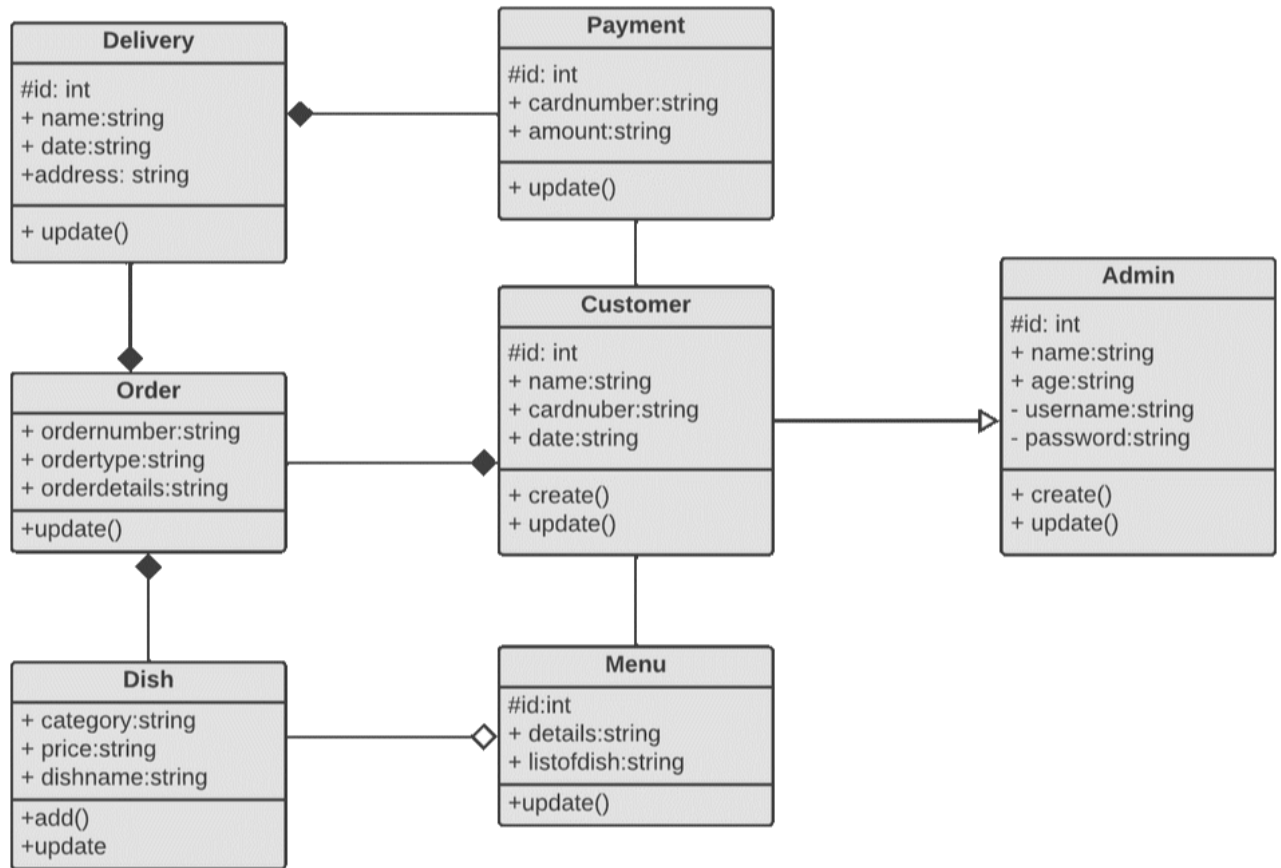 Delivery
#id: int
+ name:string
+ date:string
+address: string
+ update()
Payment
#id: int
+ cardnumber:string
+ amount:string
+ update()
Customer
#id: int
+ name:string
+ cardnuber:string
+ date:string
+ create()
+ update()
Admin
#id: int
+ name:string
+ age:string
- username:string
- password:string
+ create()
+ update()
Order
+ ordernumber:string
+ ordertype:string
+ orderdetails:string
+update()
Dish
+ category:string
+ price:string
+ dishname:string
+add()
+update
Menu
#id:int
+ details:string
+ listofdish:string
+update()